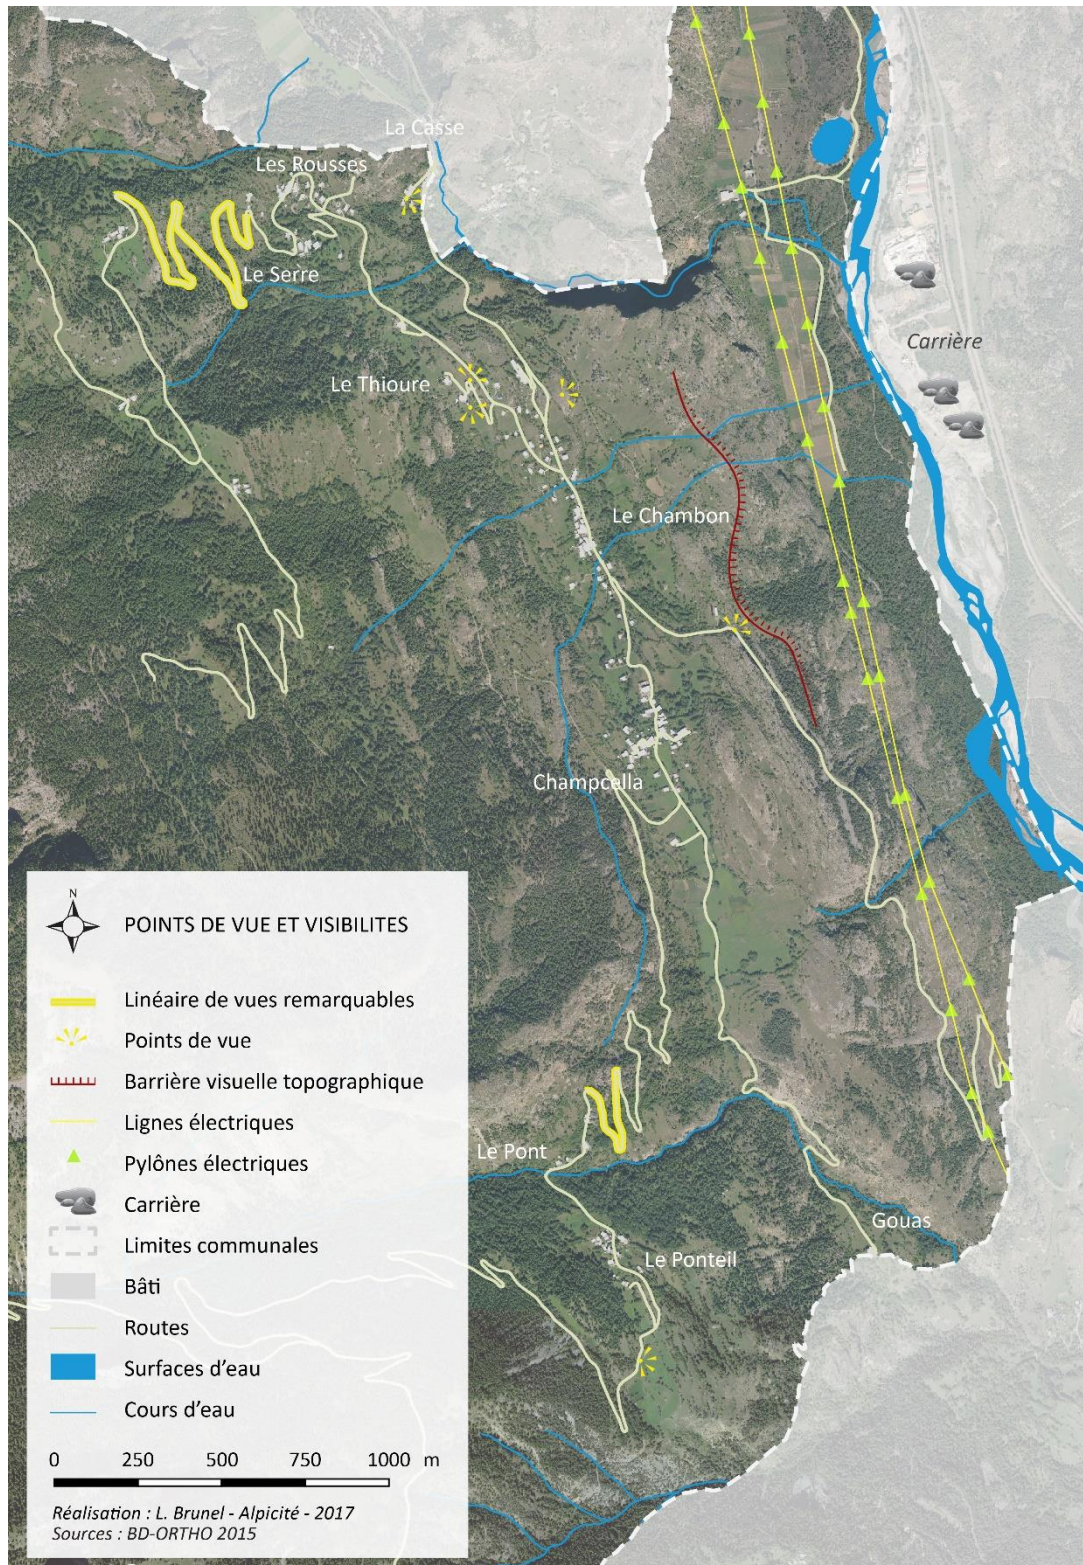 La Casse
Les Rousses
Le Serre
Carrière
Le Thioure
Le Chambon
Champcella
N
POINTS DE VUE ET VISIBILITES
Linéaire de vues remarquables
Points de vue
Barrière visuelle topographique
Lignes électriques
Pylônes électriques
Carrière
Limites communales
Bâti
Routes
Surfaces d'eau
Cours d'eau
0 250 500 750 1000 m
Réalisation : L. Brunel - Alpicité - 2017
Sources : BD-ORTHO 2015
Le Pont
Gouas
Le Ponteil